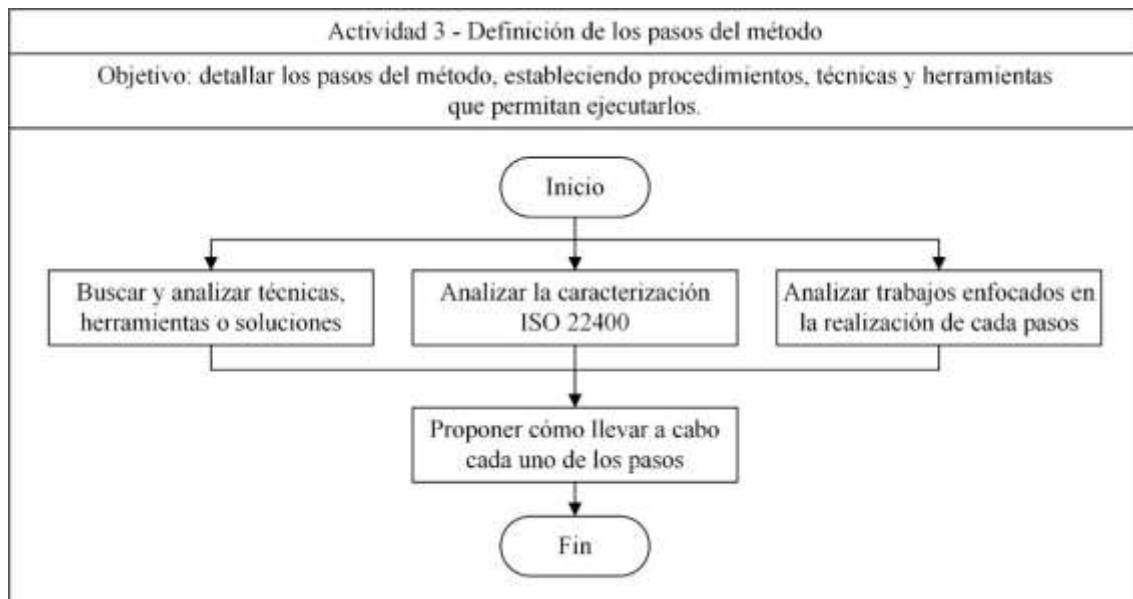 Actividad 3 - Definición de los pasos del método
Objetivo: detallar los pasos del método, estableciendo procedimientos, técnicas y herramientas
que permitan ejecutarlos.
Inicio
Buscar y analizar técnicas,
herramientas o soluciones
Analizar la caracterización
ISO 22400
Analizar trabajos enfocados en
la realización de cada pasos
Proponer cómo llevar a cabo
cada uno de los pasos
Fin